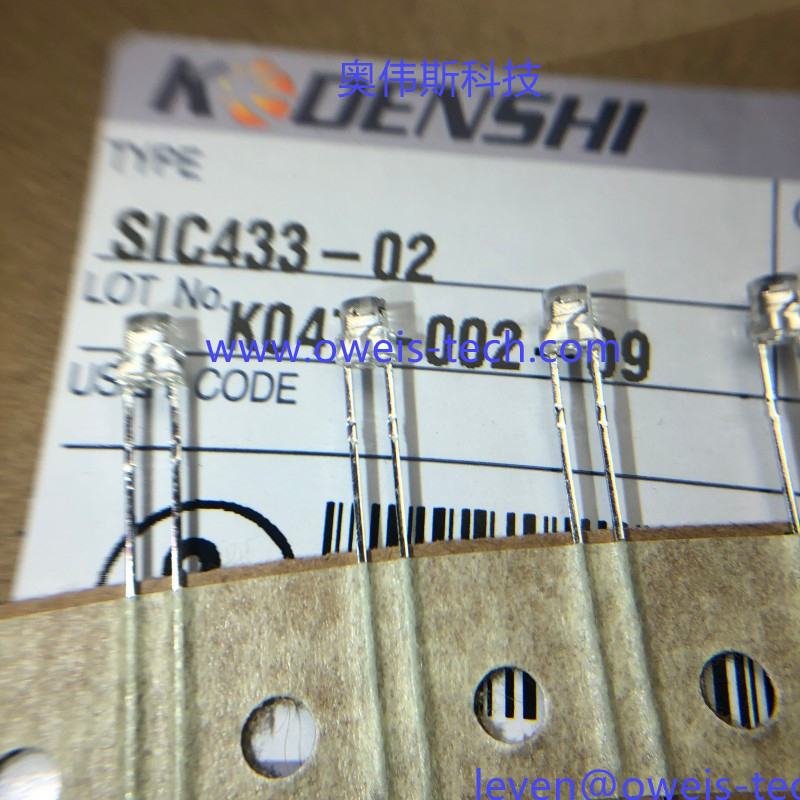 奥伟斯科技
KODENSHI
TYPE
SIC433-02
LOT No.
www.oweis-tech.com
CODE
leven@oweis-tec